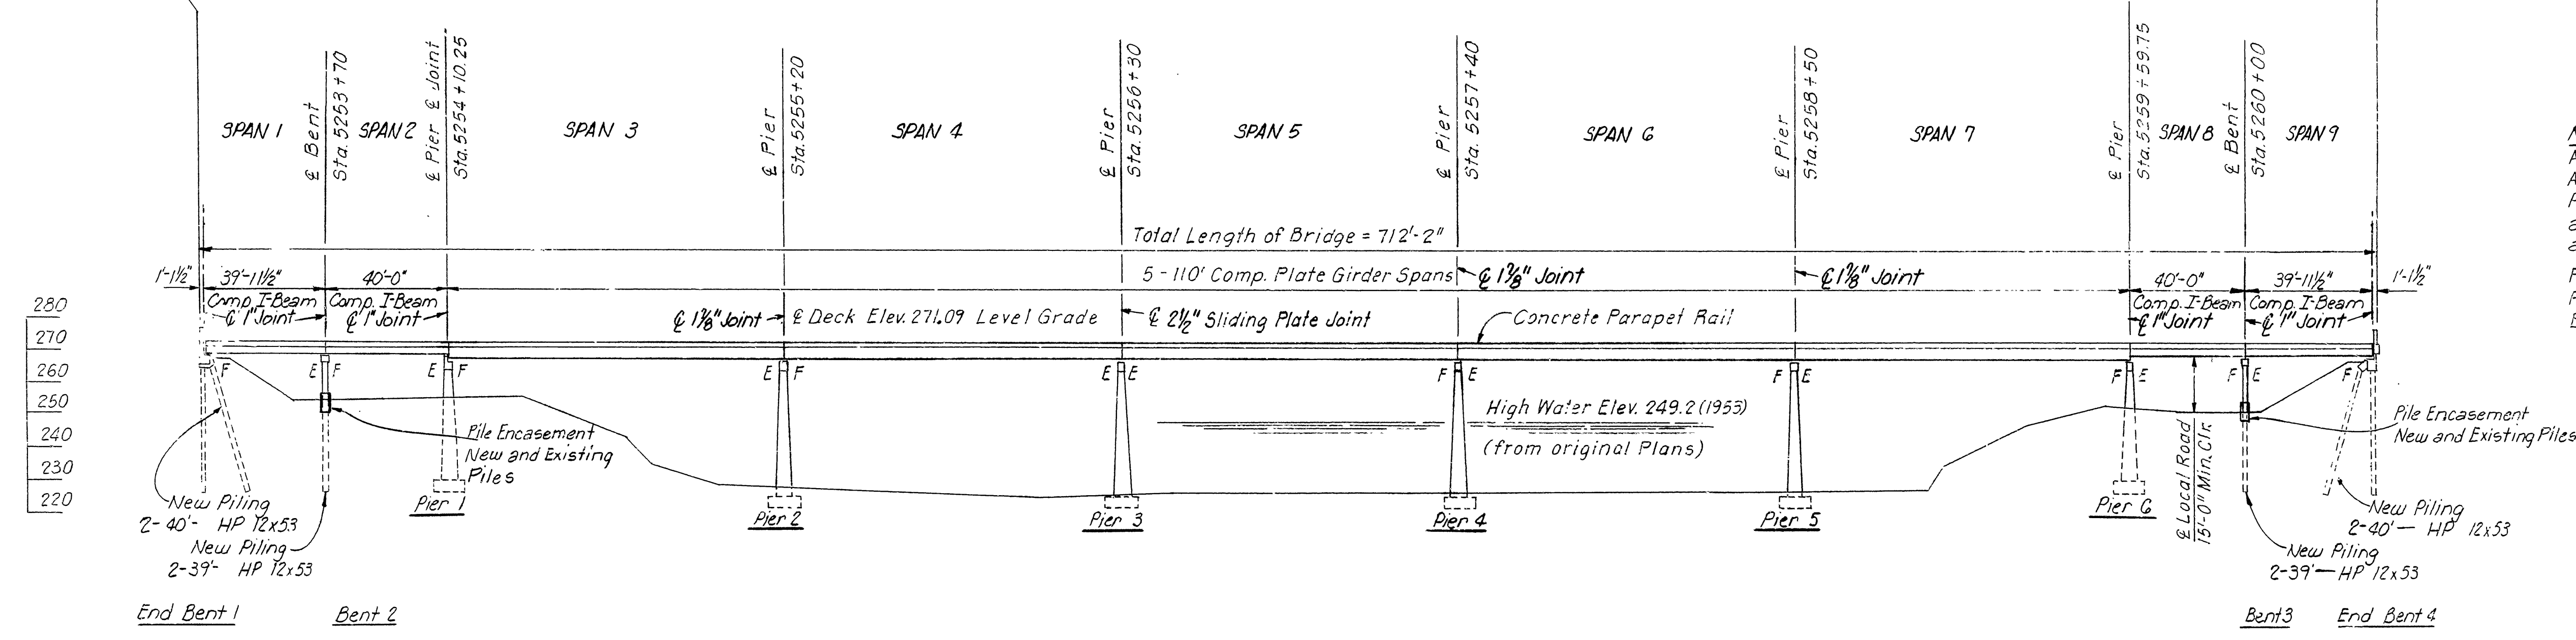 SPAN 1
℄ Bent
Sta. 5253+70
SPAN 2
℄ Pier ℄ Joint
Sta. 5254+10.25
SPAN 3
℄ Pier
Sta. 5255+20
SPAN 4
℄ Pier
Sta. 5256+30
SPAN 5
℄ Pier
Sta. 5257+40
SPAN 6
℄ Pier
Sta. 5258+50
SPAN 7
℄ Pier
Sta. 5259+59.75
SPAN 8
℄ Bent
Sta. 5260+00
SPAN 9
Total Length of Bridge = 712'-2"
1'-1½" 39'-11½" 40'-0" 5-110' Comp. Plate Girder Spans ℄ 1⅞" Joint ℄ 1⅞" Joint 40'-0" 39'-11½" 1'-1½"
Comp. I-Beam Comp. I-Beam Comp. I-Beam Comp. I-Beam
℄ 1" Joint ℄ 1" Joint ℄ 1⅞" Joint ℄ Deck Elev. 271.09 Level Grade ℄ 2½" Sliding Plate Joint Concrete Parapet Rail ℄ 1" Joint ℄ 1" Joint
280
270
260
250
240
230
220
F E F E F E F E E F E F E F E F E F
High Water Elev. 249.2 (1955)
(from original Plans)
Pile Encasement
New and Existing
Piles
Pile Encasement
New and Existing Piles
℄ Local Road
15'-0" Min. Clr.
Pier 1
Pier 2
Pier 3
Pier 4
Pier 5
Pier 6
New Piling
2-40'- HP 12x53
New Piling
2-39'- HP 12x53
New Piling
2-40'— HP 12x53
New Piling
2-39'— HP 12x53
End Bent 1
Bent 2
Bent 3
End Bent 4